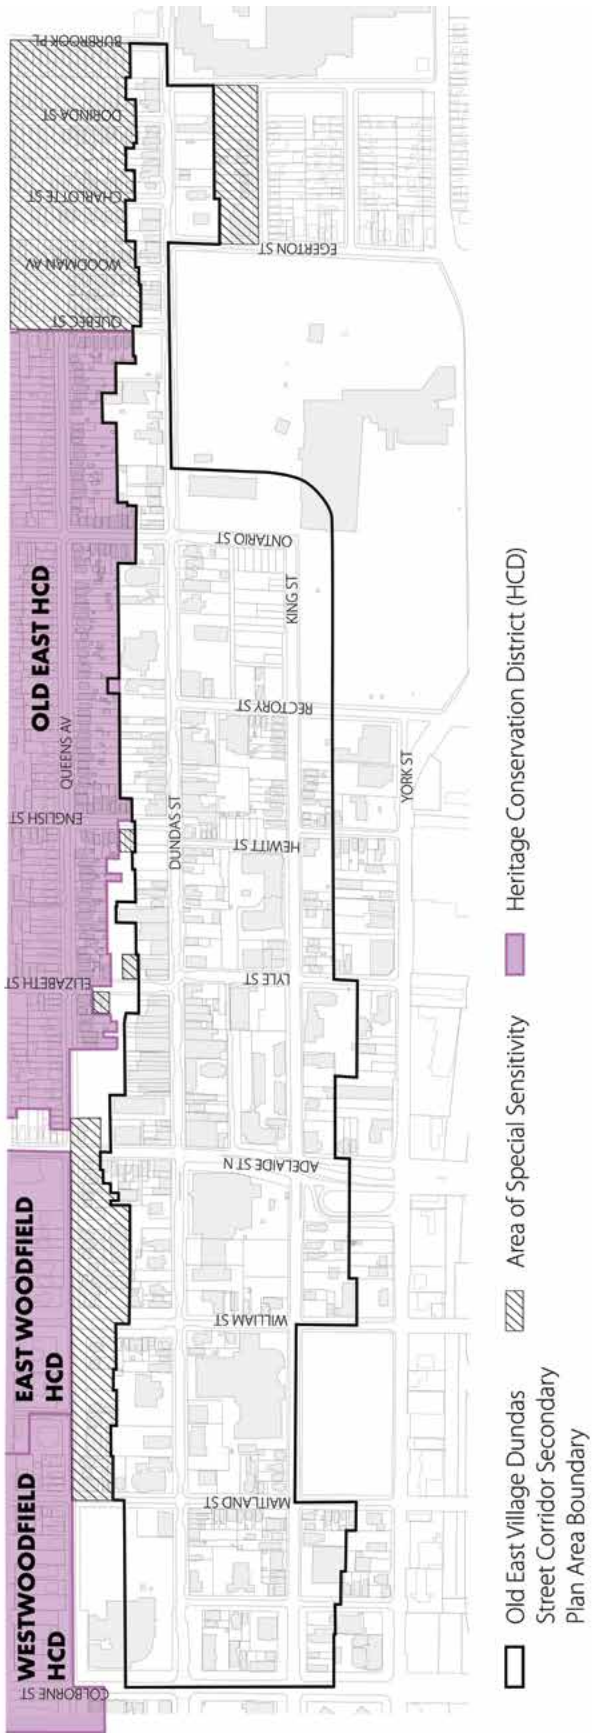 WESTWOODFIELD
HCD
EAST WOODFIELD
HCD
OLD EAST HCD
COLBORNE ST
MAITLAND ST
WILLIAM ST
ADELAIDE ST N
ELIZABETH ST
LYLE ST
ENGLISH ST
HEWITT ST
RECTORY ST
ONTARIO ST
QUEBEC ST
WOODMAN AV
EGERTON ST
CHARLOTTE ST
DORINDA ST
BURBROOK PL
QUEENS AV
DUNDAS ST
KING ST
YORK ST
Old East Village Dundas
Street Corridor Secondary
Plan Area Boundary
Area of Special Sensitivity
Heritage Conservation District (HCD)